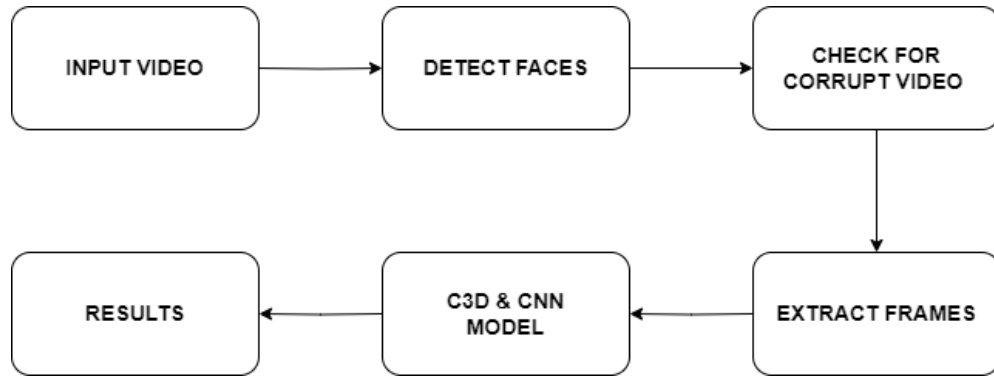 INPUT VIDEO
DETECT FACES
CHECK FOR
CORRUPT VIDEO
EXTRACT FRAMES
C3D & CNN
MODEL
RESULTS